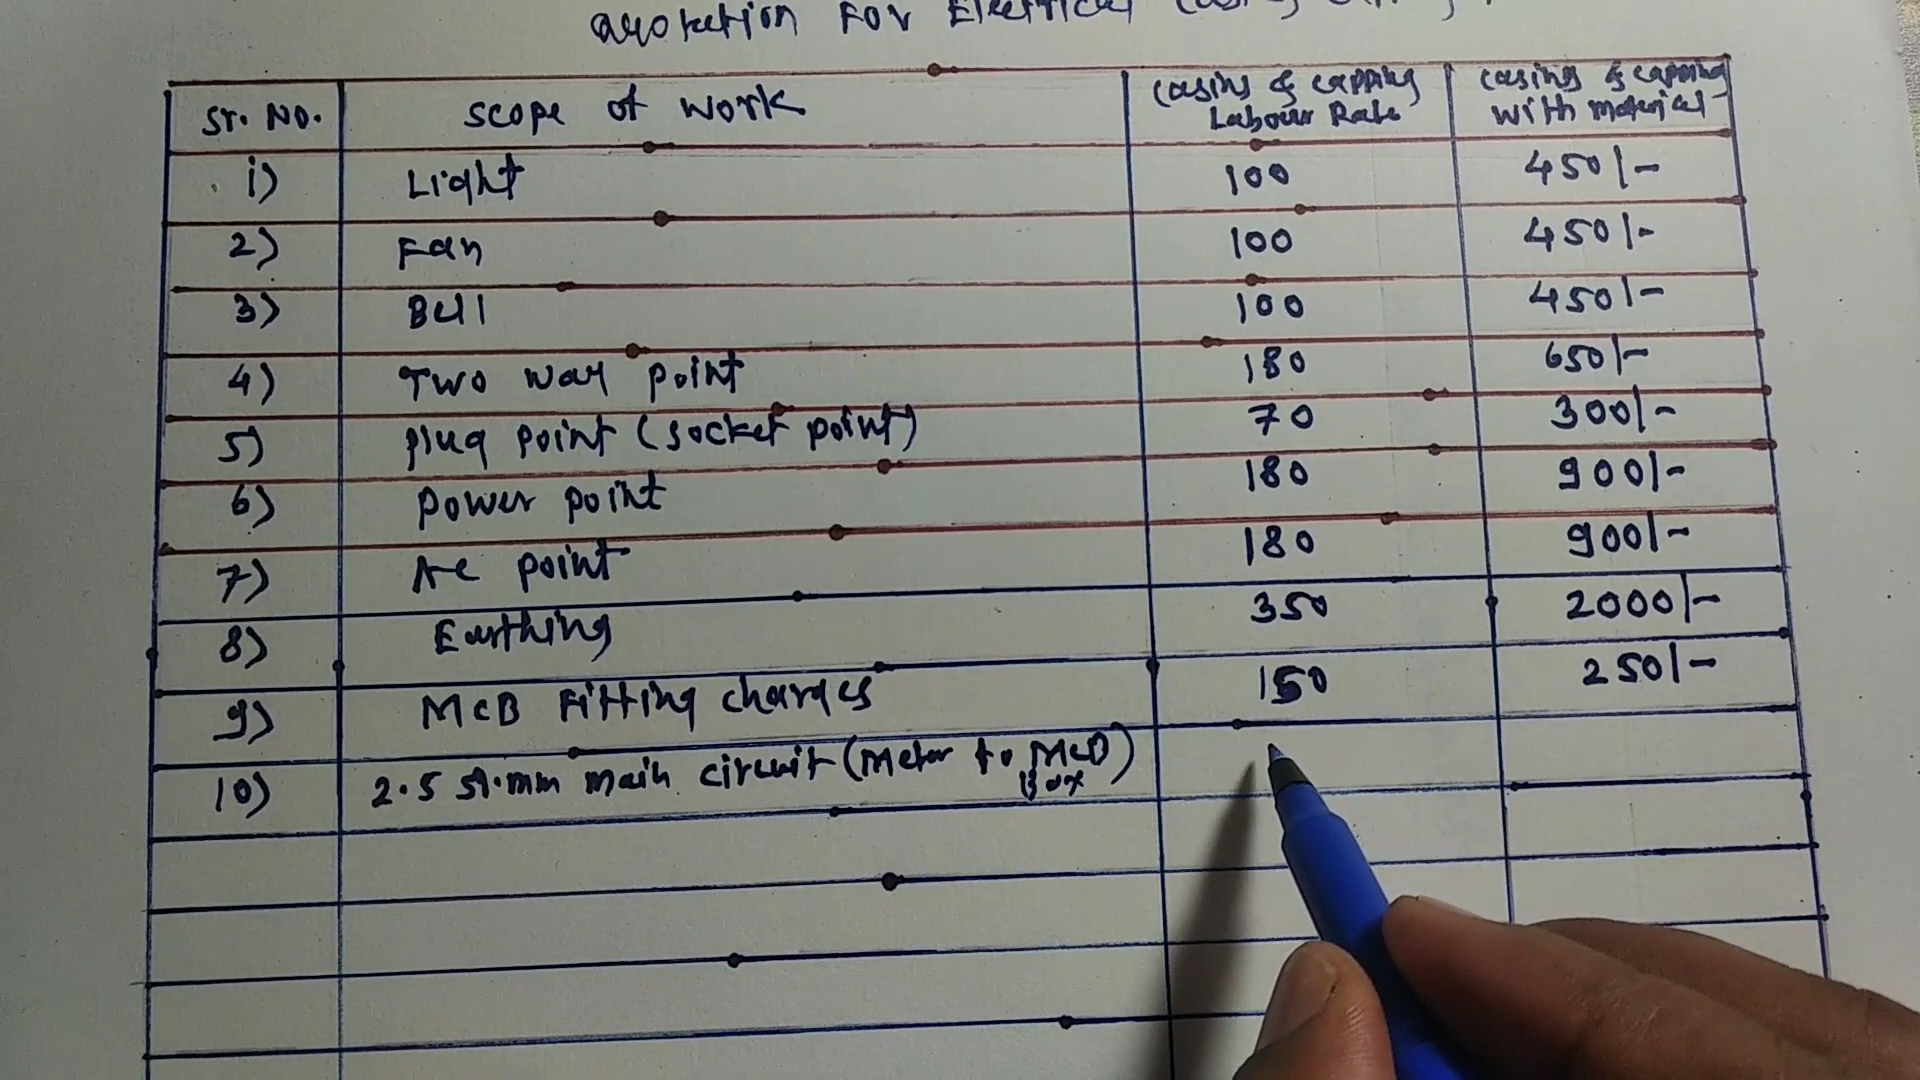 Quotation For Electrical Casing
Sr. No. Scope of work Casing & capping Labour Rate Casing & capping with material
1) Light 100 450/-
2) Fan 100 450/-
3) Bell 100 450/-
4) Two way point 180 650/-
5) Plug point (socket point) 70 300/-
6) Power point 180 900/-
7) A-c point 180 900/-
8) Earthing 350 2000/-
9) MCB Fitting charges 150 250/-
10) 2.5 sq.mm main circuit (Meter to MCB Box)